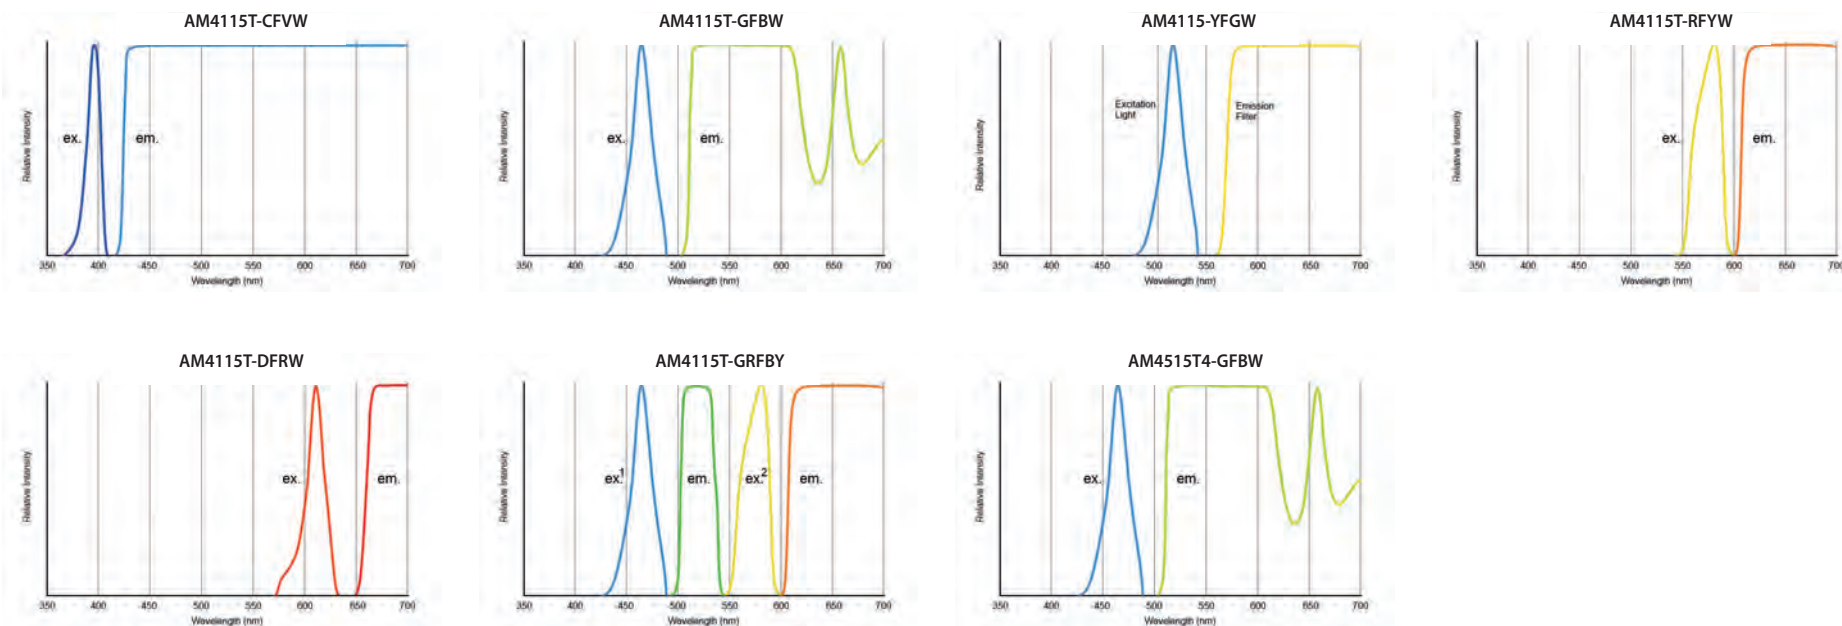 AM4115T-CFVW
Relative Intensity
ex.
em.
350 400 450 500 550 600 650 700
Wavelength (nm)
AM4115T-GFBW
Relative Intensity
ex.
em.
350 400 450 500 550 600 650 700
Wavelength (nm)
AM4115-YFGW
Relative Intensity
Excitation
Light
Emission
Filter
350 400 450 500 550 600 650 700
Wavelength (nm)
AM4115T-RFYW
Relative Intensity
ex.
em.
350 400 450 500 550 600 650 700
Wavelength (nm)
AM4115T-DFRW
Relative Intensity
ex.
em.
350 400 450 500 550 600 650 700
Wavelength (nm)
AM4115T-GRFBY
Relative Intensity
ex.1
em.
ex.2
em.
350 400 450 500 550 600 650 700
Wavelength (nm)
AM4515T4-GFBW
Relative Intensity
ex.
em.
350 400 450 500 550 600 650 700
Wavelength (nm)